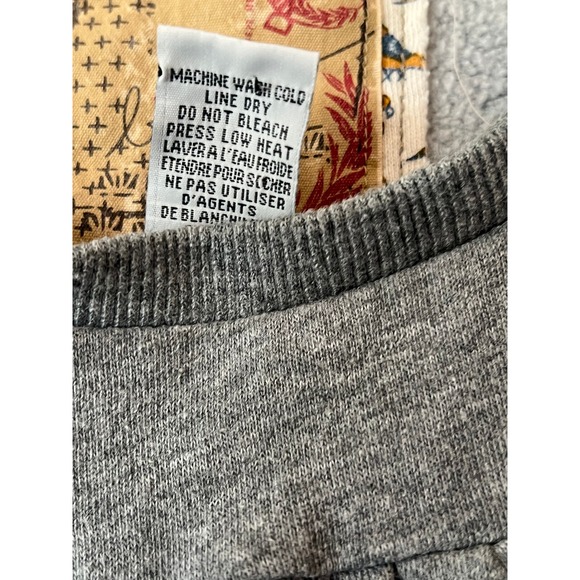 MACHINE WASH COLD
LINE DRY
DO NOT BLEACH
PRESS LOW HEAT
LAVER A L'EAU FROIDE
ETENDRE POUR SECHER
NE PAS UTILISER
D'AGENTS
DE